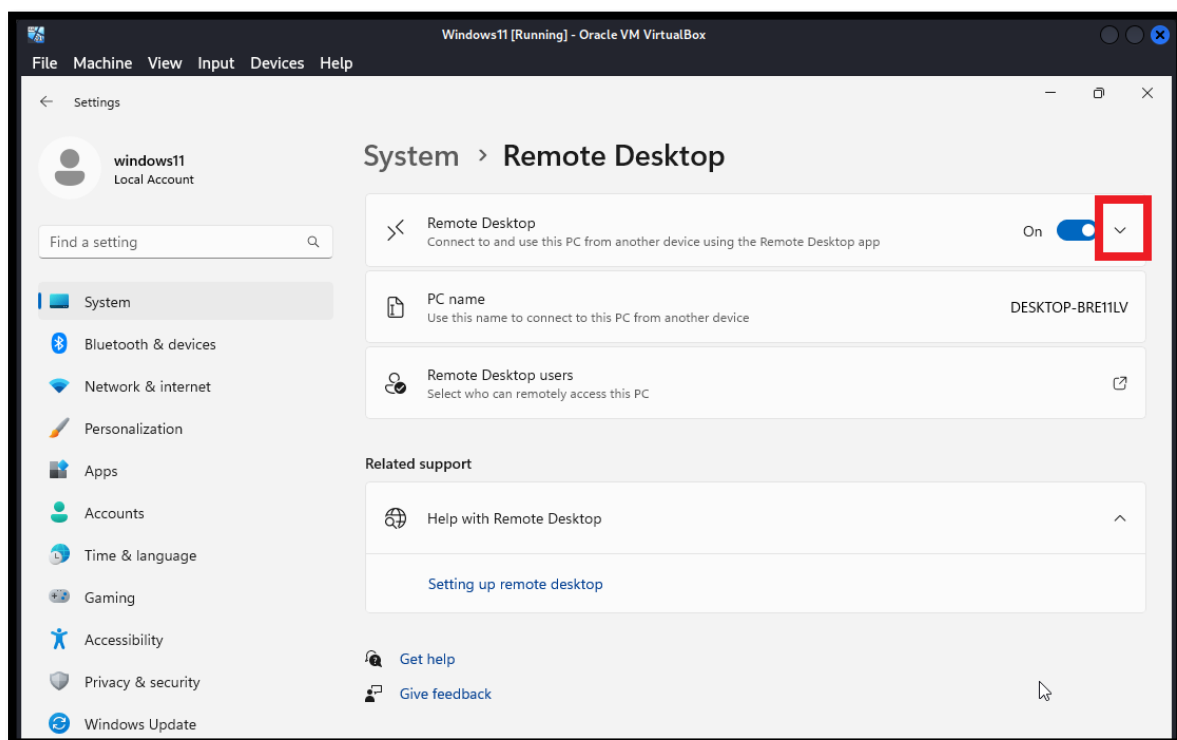 Windows11 [Running] - Oracle VM VirtualBox
File Machine View Input Devices Help
Settings
windows11
Local Account
Find a setting
System
Bluetooth & devices
Network & internet
Personalization
Apps
Accounts
Time & language
Gaming
Accessibility
Privacy & security
Windows Update
System > Remote Desktop
Remote Desktop
Connect to and use this PC from another device using the Remote Desktop app
On
PC name
Use this name to connect to this PC from another device
DESKTOP-BRE11LV
Remote Desktop users
Select who can remotely access this PC
Related support
Help with Remote Desktop
Setting up remote desktop
Get help
Give feedback